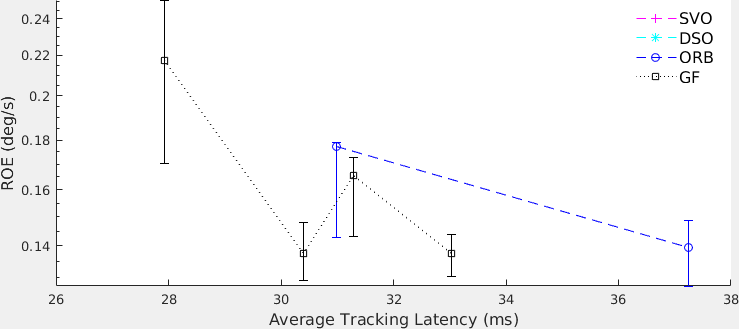 0.24
0.22
0.2
0.18
0.16
0.14
ROE (deg/s)
SVO
DSO
ORB
GF
26 28 30 32 34 36 38
Average Tracking Latency (ms)